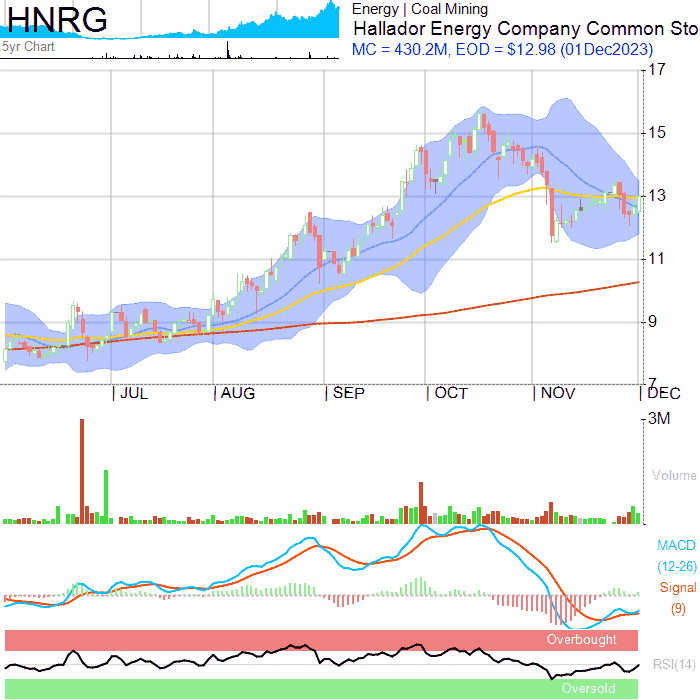 HNRG
5yr Chart
Energy | Coal Mining
Hallador Energy Company Common Sto
MC = 430.2M, EOD = $12.98 (01Dec2023)
17
15
13
11
9
7
JUL AUG SEP OCT NOV DEC
3M
Volume
MACD
(12-26)
Signal
(9)
Overbought
RSI(14)
Oversold